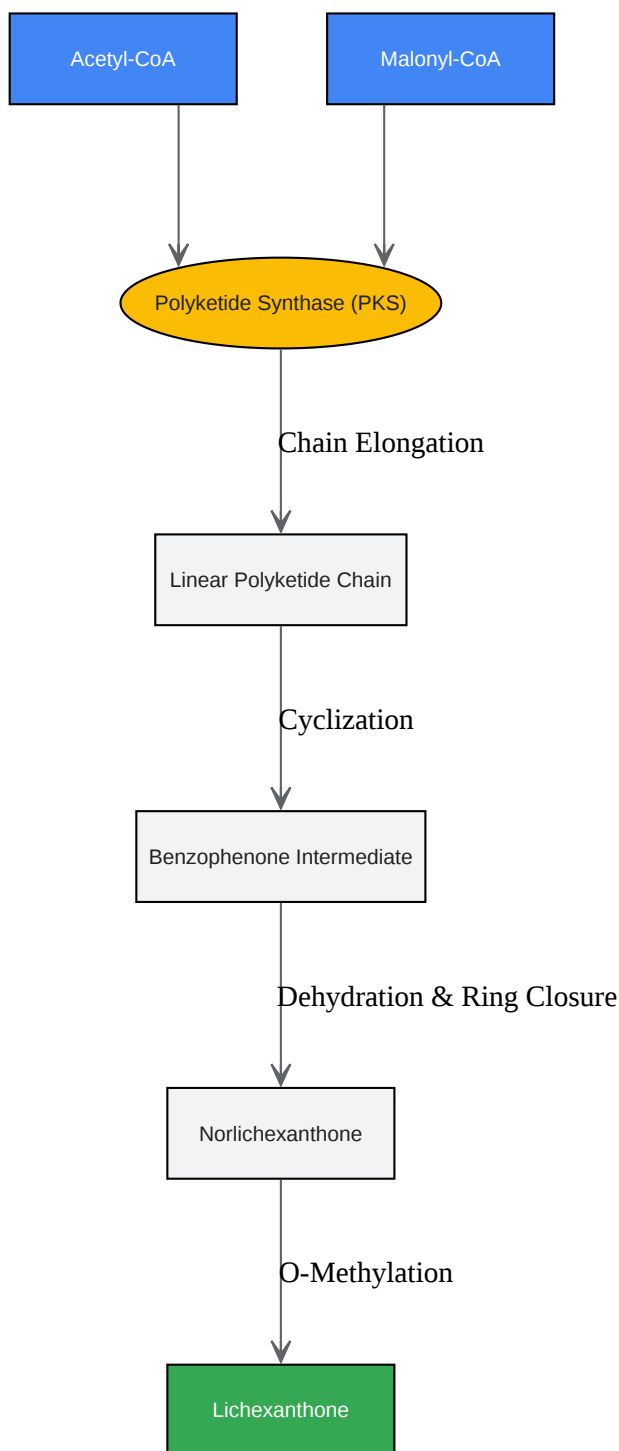 Acetyl-CoA
Malonyl-CoA
Polyketide Synthase (PKS)
Chain Elongation
Linear Polyketide Chain
Cyclization
Benzophenone Intermediate
Dehydration & Ring Closure
Norlichexanthone
O-Methylation
Lichexanthone